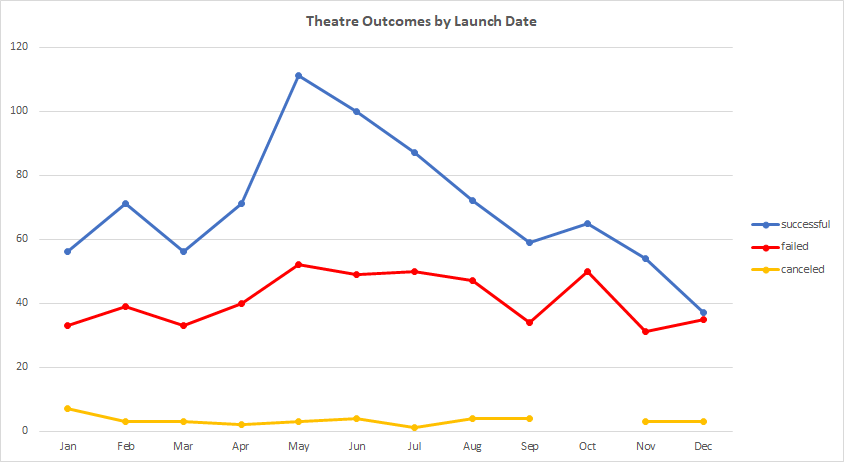 Theatre Outcomes by Launch Date
120
100
80
60
40
20
0
Jan Feb Mar Apr May Jun Jul Aug Sep Oct Nov Dec
successful
failed
canceled